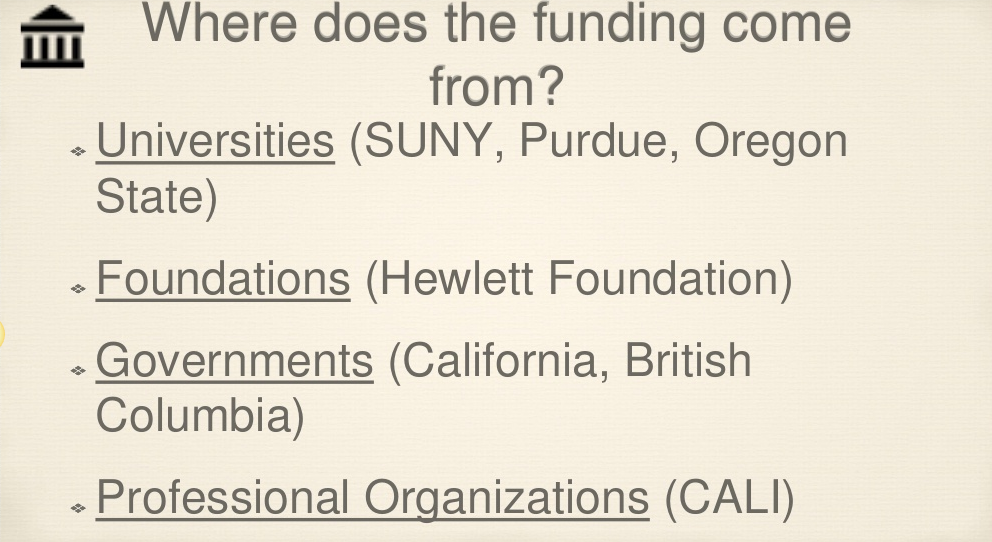 Where does the funding come
from?
Universities (SUNY, Purdue, Oregon
State)
Foundations (Hewlett Foundation)
Governments (California, British
Columbia)
Professional Organizations (CALI)